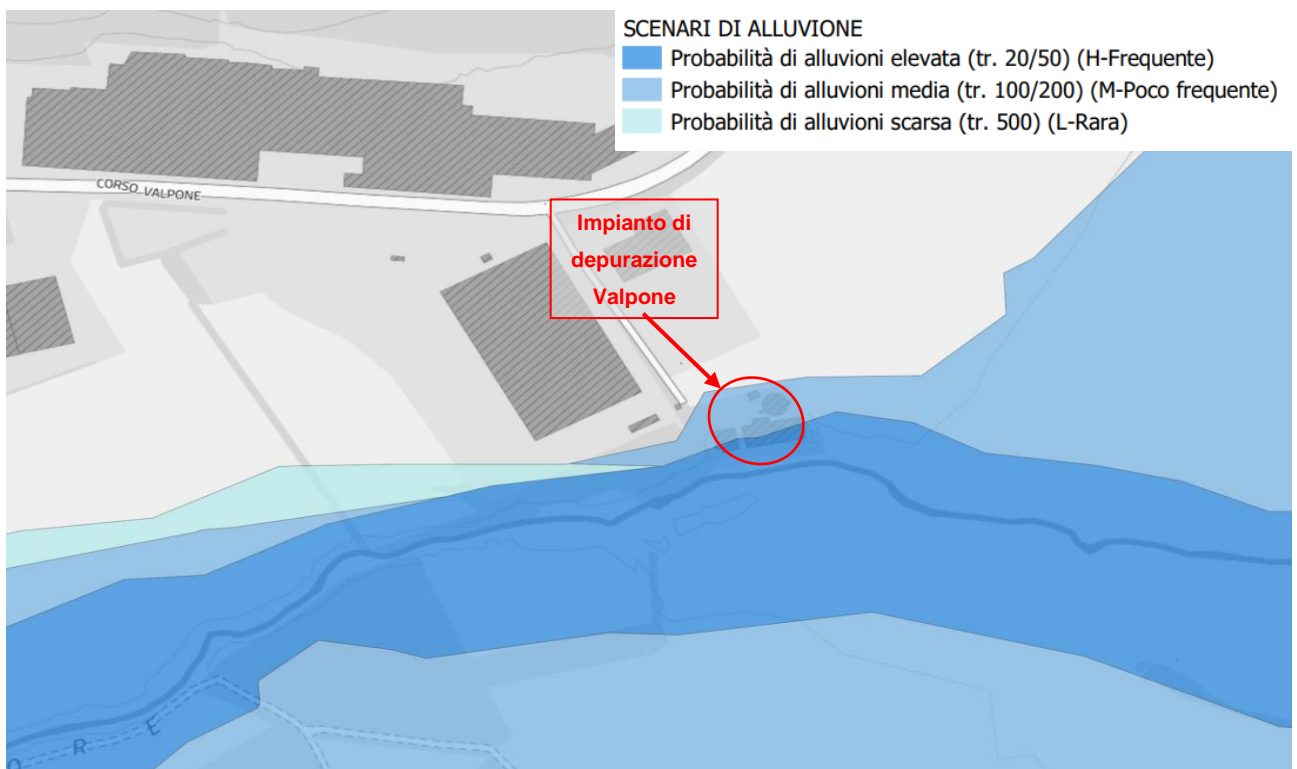 SCENARI DI ALLUVIONE
Probabilità di alluvioni elevata (tr. 20/50) (H-Frequente)
Probabilità di alluvioni media (tr. 100/200) (M-Poco frequente)
Probabilità di alluvioni scarsa (tr. 500) (L-Rara)
CORSO VALPONE
Impianto di
depurazione
Valpone
O R E